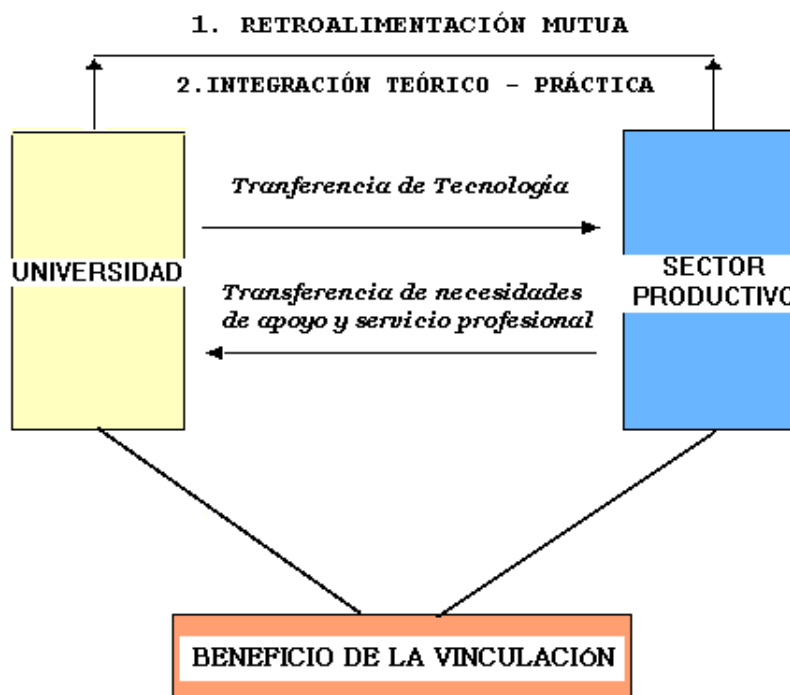 1. RETROALIMENTACIÓN MUTUA
2.INTEGRACIÓN TEÓRICO - PRÁCTICA
Tranferencia de Tecnología
UNIVERSIDAD
SECTOR
PRODUCTIVO
Transferencia de necesidades
de apoyo y servicio profesional
BENEFICIO DE LA VINCULACIÓN